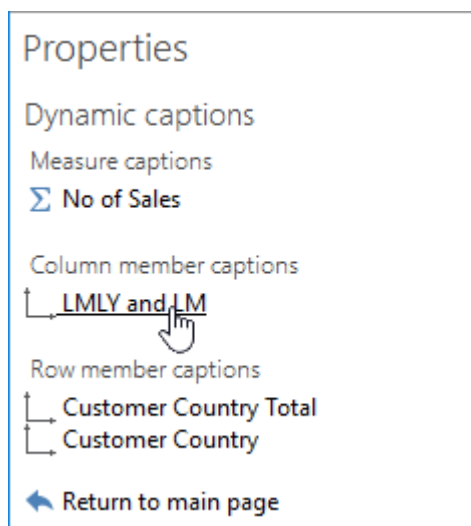 Properties
Dynamic captions
Measure captions
Σ No of Sales
Column member captions
LMLY and LM
Row member captions
Customer Country Total
Customer Country
Return to main page